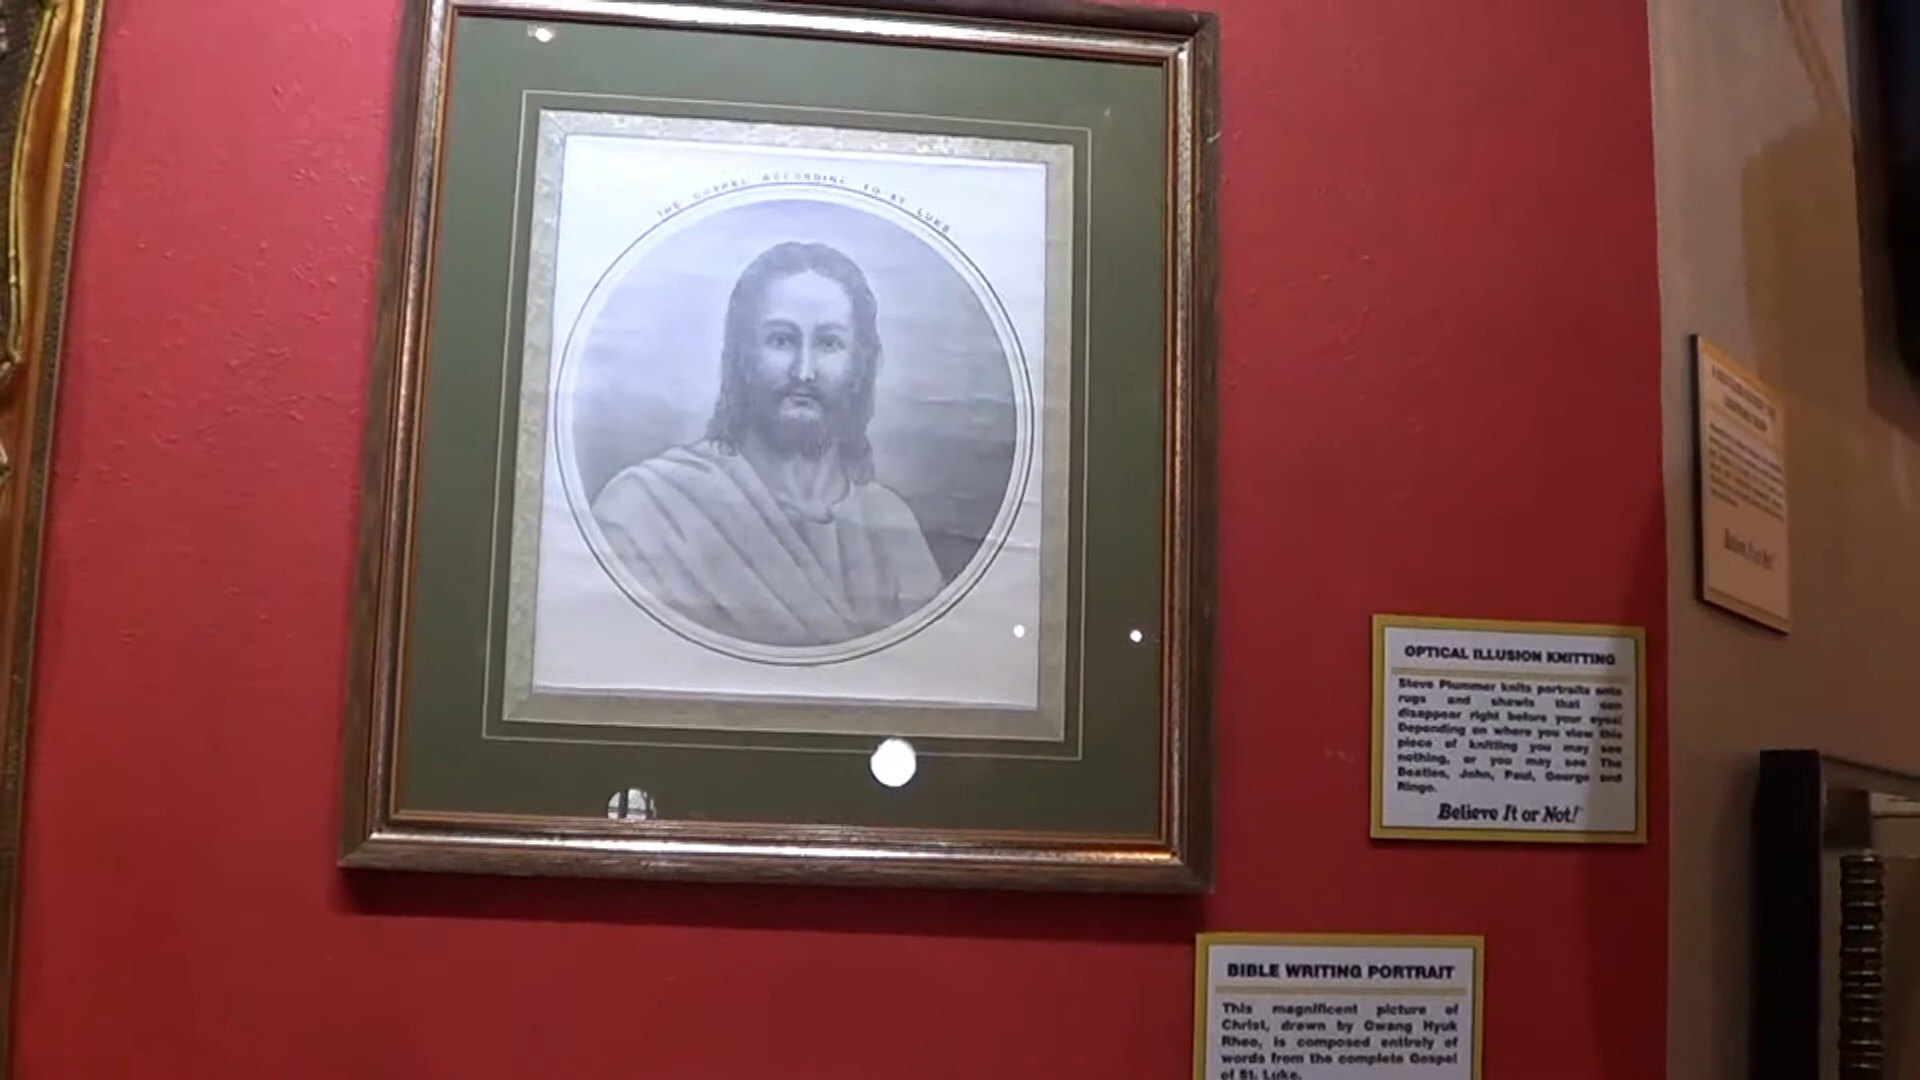 THE GOSPEL ACCORDING TO ST LUKE
OPTICAL ILLUSION KNITTING
Steve Plummer knits portraits onto
rugs and shawls that can
disappear right before your eyes!
Depending on where you view this
piece of knitting you may see
nothing, or you may see The
Beatles, John, Paul, George and
Ringo.
Believe It or Not!
BIBLE WRITING PORTRAIT
This magnificent picture of
Christ, drawn by Gwang Hyuk
Rhee, is composed entirely of
words from the complete Gospel
of St. Luke.